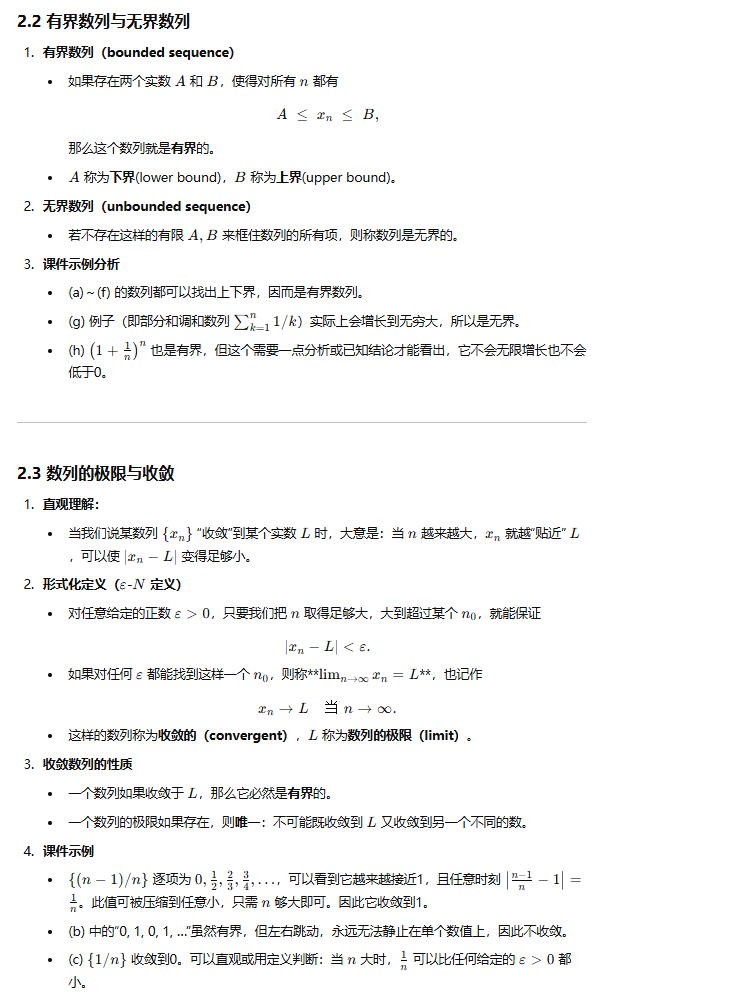 2.2 有界数列与无界数列
1. 有界数列（bounded sequence）
• 如果存在两个实数 A 和 B，使得对所有 n 都有
A ≤ xₙ ≤ B,
那么这个数列就是有界的。
• A 称为下界(lower bound)，B 称为上界(upper bound)。
2. 无界数列（unbounded sequence）
• 若不存在这样的有限 A, B 来框住数列的所有项，则称数列是无界的。
3. 课件示例分析
• (a) ~ (f) 的数列都可以找出上下界，因而是有界数列。
• (g) 例子（即部分和调和数列 ∑ₖ₌₁ⁿ 1/k）实际上会增长到无穷大，所以是无界。
• (h) (1 + 1/n)ⁿ 也是有界，但这个需要一点分析或已知结论才能看出，它不会无限增长也不会
低于0。
2.3 数列的极限与收敛
1. 直观理解：
• 当我们说某数列 {xₙ} “收敛”到某个实数 L 时，大意是：当 n 越来越大，xₙ 就越“贴近” L
，可以使 |xₙ − L| 变得足够小。
2. 形式化定义（ε-N 定义）
• 对任意给定的正数 ε > 0，只要我们把 n 取得足够大，大到超过某个 n₀，就能保证
|xₙ − L| < ε.
• 如果对任何 ε 都能找到这样一个 n₀，则称**limₙ→∞ xₙ = L**，也记作
xₙ → L 当 n → ∞.
• 这样的数列称为收敛的（convergent），L 称为数列的极限（limit）。
3. 收敛数列的性质
• 一个数列如果收敛于 L，那么它必然是有界的。
• 一个数列的极限如果存在，则唯一：不可能既收敛到 L 又收敛到另一个不同的数。
4. 课件示例
• {(n − 1)/n} 逐项为 0, 1/2, 2/3, 3/4, …，可以看到它越来越接近1，且任意时刻 |(n−1)/n − 1| =
1/n。此值可被压缩到任意小，只需 n 够大即可。因此它收敛到1。
• (b) 中的“0, 1, 0, 1, ...”虽然有界，但左右跳动，永远无法静止在单个数值上，因此不收敛。
• (c) {1/n} 收敛到0。可以直观或用定义判断：当 n 大时，1/n 可以比任何给定的 ε > 0 都
小。